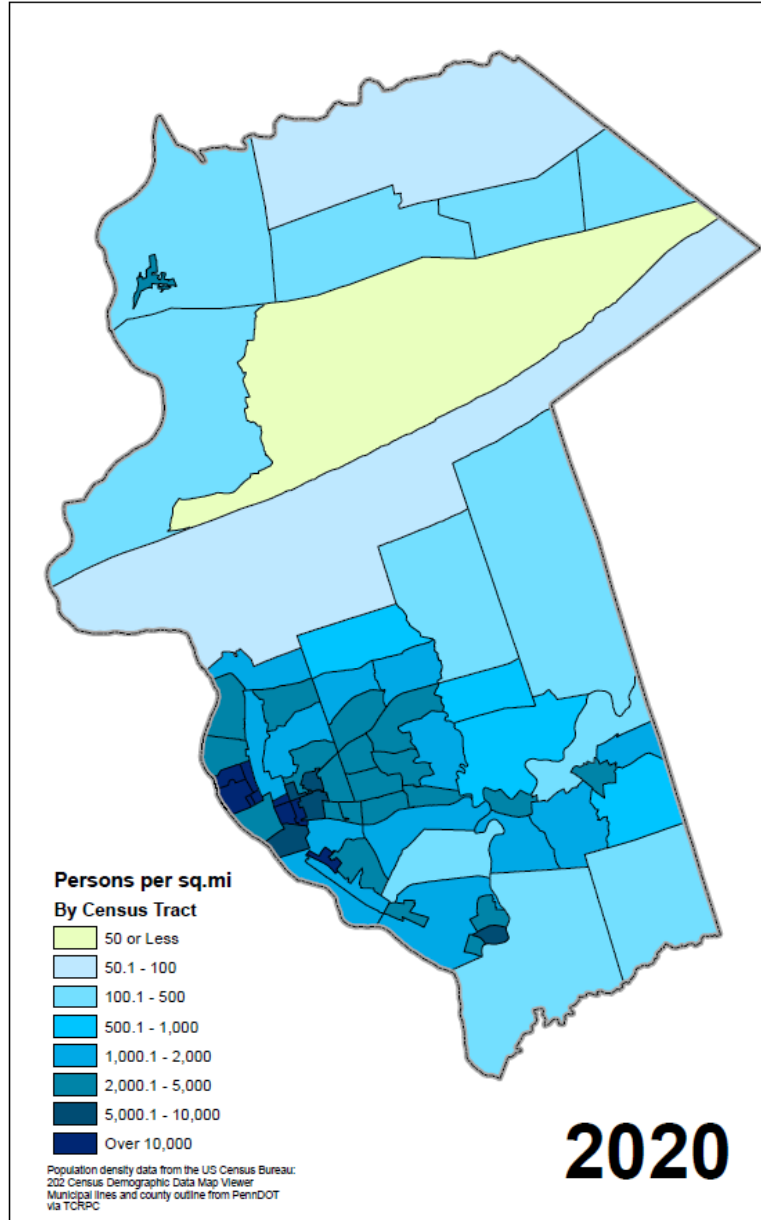 Persons per sq.mi
By Census Tract
50 or Less
50.1 - 100
100.1 - 500
500.1 - 1,000
1,000.1 - 2,000
2,000.1 - 5,000
5,000.1 - 10,000
Over 10,000
Population density data from the US Census Bureau:
202 Census Demographic Data Map Viewer
Municipal lines and county outline from PennDOT
via TCRPC
2020